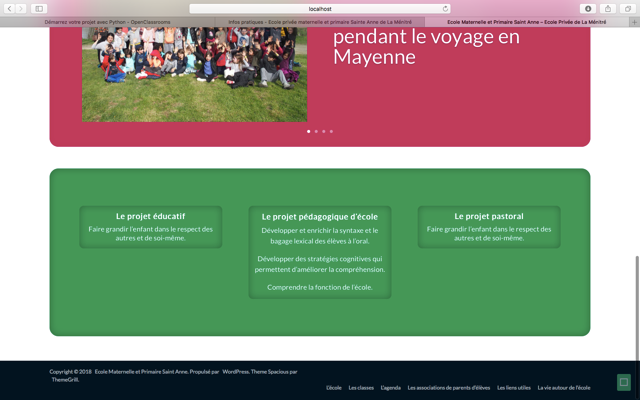 localhost
Démarrez votre projet avec Python - OpenClassrooms
Infos pratiques – Ecole privée maternelle et primaire Sainte Anne de La Ménitré
Ecole Maternelle et Primaire Saint Anne – Ecole Privée de La Ménitré
pendant le voyage en
Mayenne
Le projet éducatif
Faire grandir l'enfant dans le respect des
autres et de soi-même.
Le projet pédagogique d'école
Développer et enrichir la syntaxe et le
bagage lexical des élèves à l'oral.
Développer des stratégies cognitives qui
permettent d'améliorer la compréhension.
Comprendre la fonction de l'école.
Le projet pastoral
Faire grandir l'enfant dans le respect des
autres et de soi-même.
Copyright © 2018 Ecole Maternelle et Primaire Saint Anne. Propulsé par WordPress. Theme Spacious par
ThemeGrill.
L'école Les classes L'agenda Les associations de parents d'élèves Les liens utiles La vie autour de l'école